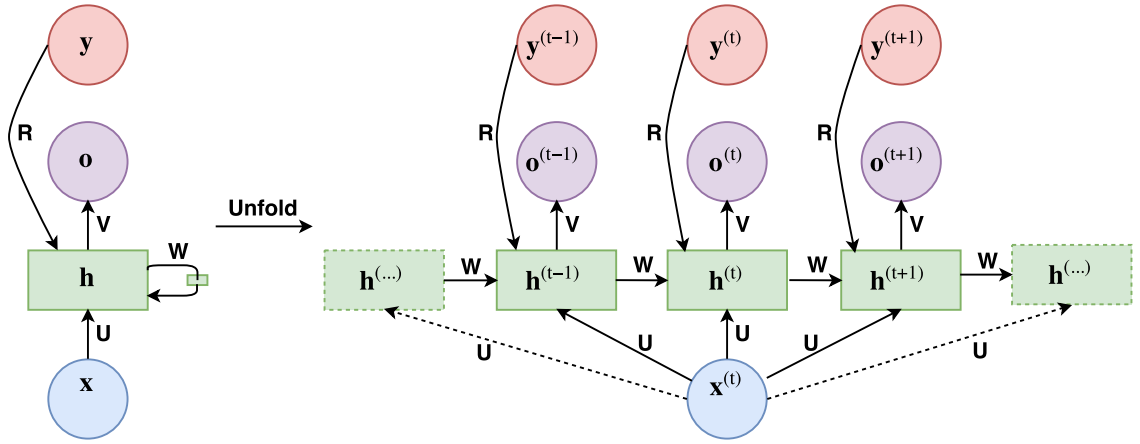 y
y(t−1)
y(t)
y(t+1)
R
R
R
R
o
o(t−1)
o(t)
o(t+1)
Unfold
V
V
V
V
W
h
h(...)
W
h(t−1)
W
h(t)
W
h(t+1)
W
h(...)
U
U
U
U
U
U
x
x(t)